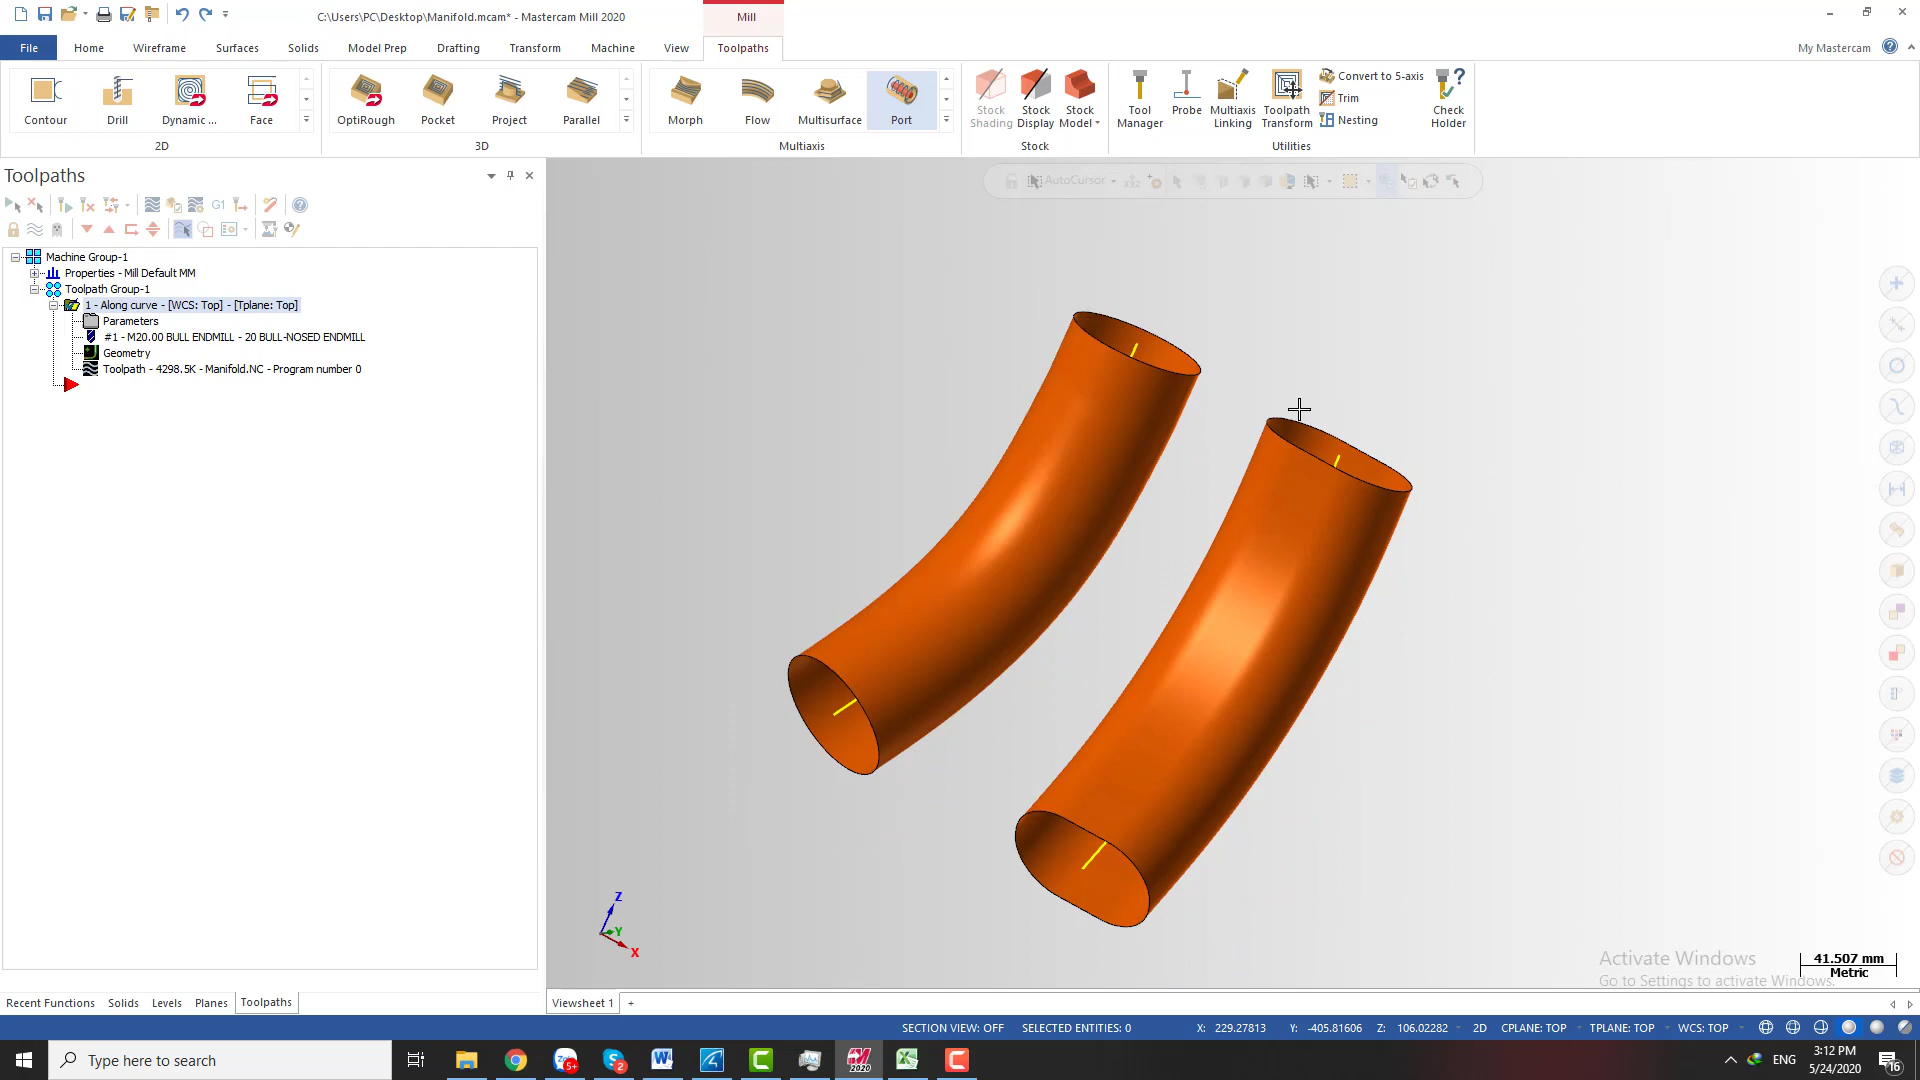 C:\Users\PC\Desktop\Manifold.mcam* - Mastercam Mill 2020
Mill
File
Home
Wireframe
Surfaces
Solids
Model Prep
Drafting
Transform
Machine
View
Toolpaths
My Mastercam
Contour
Drill
Dynamic ...
Face
2D
OptiRough
Pocket
Project
Parallel
3D
Morph
Flow
Multisurface
Port
Multiaxis
Stock Shading
Stock Display
Stock Model
Stock
Tool Manager
Probe
Multiaxis Linking
Toolpath Transform
Convert to 5-axis
Trim
Nesting
Check Holder
Utilities
Toolpaths
G1
AutoCursor
Machine Group-1
Properties - Mill Default MM
Toolpath Group-1
1 - Along curve - [WCS: Top] - [Tplane: Top]
Parameters
#1 - M20.00 BULL ENDMILL - 20 BULL-NOSED ENDMILL
Geometry
Toolpath - 4298.5K - Manifold.NC - Program number 0
Z
Y
X
Activate Windows
Go to Settings to activate Windows.
41.507 mm
Metric
Recent Functions
Solids
Levels
Planes
Toolpaths
Viewsheet 1
+
SECTION VIEW: OFF
SELECTED ENTITIES: 0
X: 229.27813
Y: -405.81606
Z: 106.02282
2D
CPLANE: TOP
TPLANE: TOP
WCS: TOP
Type here to search
5+
2
2020
ENG
3:12 PM
5/24/2020
16